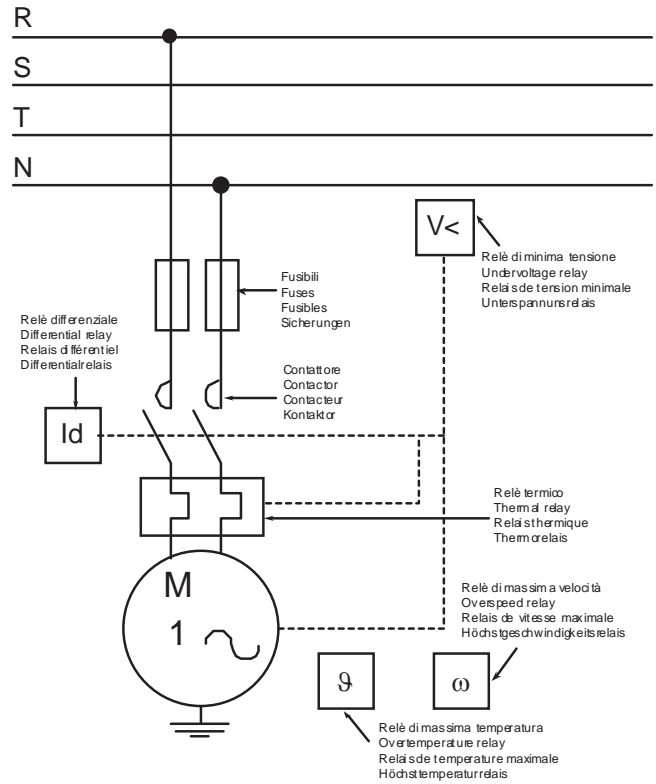 R
S
T
N
V<
Relè di minima tensione
Undervoltage relay
Relais de tension minimale
Unterspannunsrelais
Fusibili
Fuses
Fusibles
Sicherungen
Relè differenziale
Differential relay
Relais différentiel
Differentialrelais
Contattore
Contactor
Contacteur
Kontaktor
Id
Relè termico
Thermal relay
Relais thermique
Thermorelais
M
1
Relè di massima velocità
Overspeed relay
Relais de vitesse maximale
Höchstgeschwindigkeitsrelais
ϑ
ω
Relè di massima temperatura
Overtemperature relay
Relais de temperature maximale
Höchsttemperaturrelais